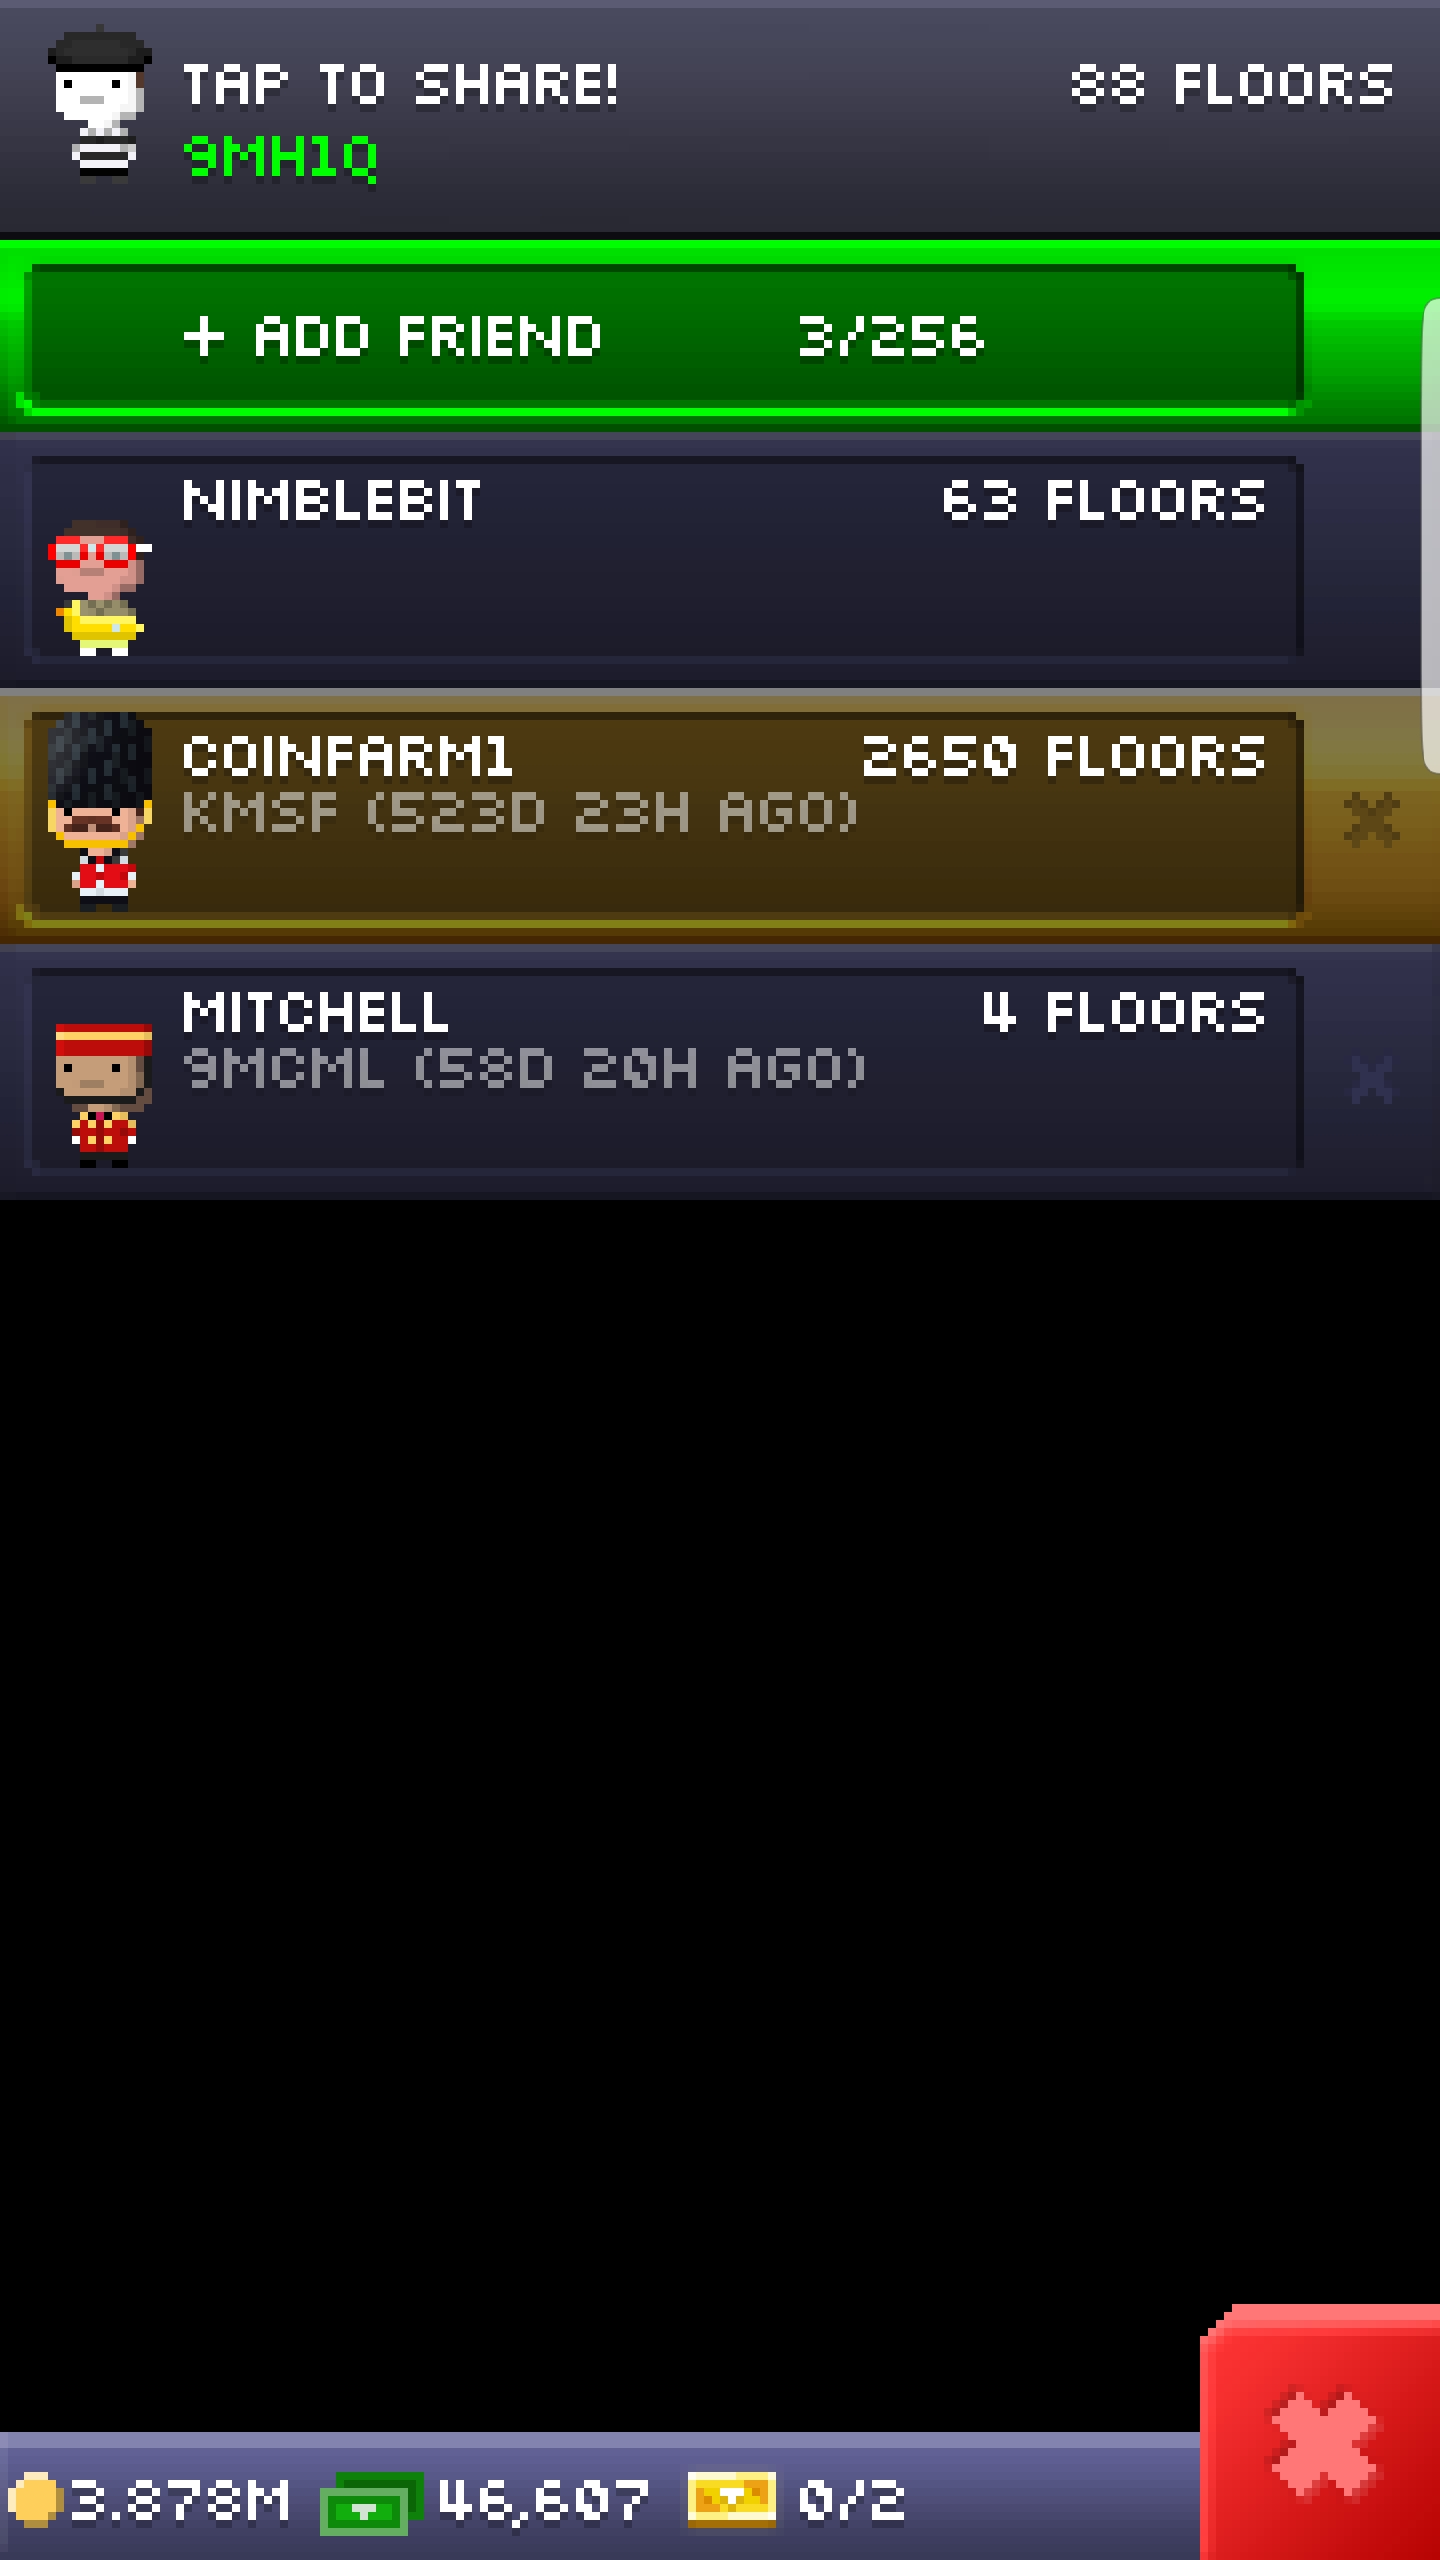 TAP TO SHARE! 88 FLOORS
9MH1Q
+ ADD FRIEND 3/256
NIMBLEBIT 63 FLOORS
COINFARM1 2650 FLOORS
KMSF (523D 23H AGO)
MITCHELL 4 FLOORS
9MCML (58D 20H AGO)
3.878M 46,607 0/2